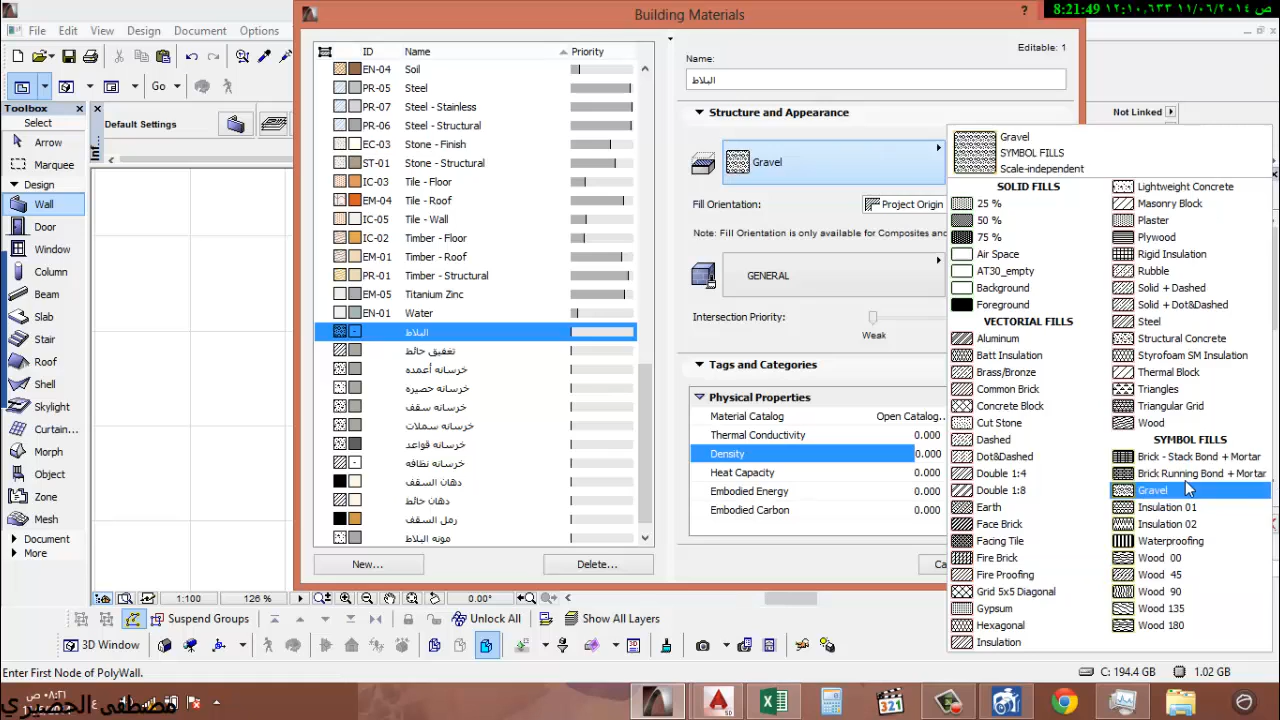 Building Materials
?
8:21:49 ص ١٢:١٠,٦٣٣ ١١/٠٦/٢٠١٤
File Edit View Design Document Options
Go
Toolbox
Select
Arrow
Marquee
Design
Wall
Door
Window
Column
Beam
Slab
Stair
Roof
Shell
Skylight
Curtain...
Morph
Object
Zone
Mesh
Document
More
Default Settings
ID Name Priority
EN-04 Soil
PR-05 Steel
PR-07 Steel - Stainless
PR-06 Steel - Structural
EC-03 Stone - Finish
ST-01 Stone - Structural
IC-03 Tile - Floor
EM-04 Tile - Roof
IC-05 Tile - Wall
IC-02 Timber - Floor
EM-01 Timber - Roof
PR-01 Timber - Structural
EM-05 Titanium Zinc
EN-01 Water
البلاط
تغفيق حائط
خرسانه أعمده
خرسانه حصيره
خرسانه سقف
خرسانه سملات
خرسانه قواعد
خرسانه نظافه
دهان السقف
دهان حائط
رمل السقف
مونه البلاط
New...
Delete...
Editable: 1
Name:
البلاط
Structure and Appearance
Gravel
Fill Orientation:
Project Origin
Note: Fill Orientation is only available for Composites and
GENERAL
Intersection Priority:
Weak
Tags and Categories
Physical Properties
Material Catalog Open Catalog...
Thermal Conductivity 0.000
Density 0.000
Heat Capacity 0.000
Embodied Energy 0.000
Embodied Carbon 0.000
Ca
Not Linked
Gravel
SYMBOL FILLS
Scale-independent
SOLID FILLS
25 %
50 %
75 %
Air Space
AT30_empty
Background
Foreground
VECTORIAL FILLS
Aluminum
Batt Insulation
Brass/Bronze
Common Brick
Concrete Block
Cut Stone
Dashed
Dot&Dashed
Double 1:4
Double 1:8
Earth
Face Brick
Facing Tile
Fire Brick
Fire Proofing
Grid 5x5 Diagonal
Gypsum
Hexagonal
Insulation
Lightweight Concrete
Masonry Block
Plaster
Plywood
Rigid Insulation
Rubble
Solid + Dashed
Solid + Dot&Dashed
Steel
Structural Concrete
Styrofoam SM Insulation
Thermal Block
Triangles
Triangular Grid
Wood
SYMBOL FILLS
Brick - Stack Bond + Mortar
Brick Running Bond + Mortar
Gravel
Insulation 01
Insulation 02
Waterproofing
Wood 00
Wood 45
Wood 90
Wood 135
Wood 180
1:100 126 % 0.00°
Suspend Groups Unlock All Show All Layers
3D Window
Enter First Node of PolyWall.
C: 194.4 GB 1.02 GB
مصطفى الحصيري
321